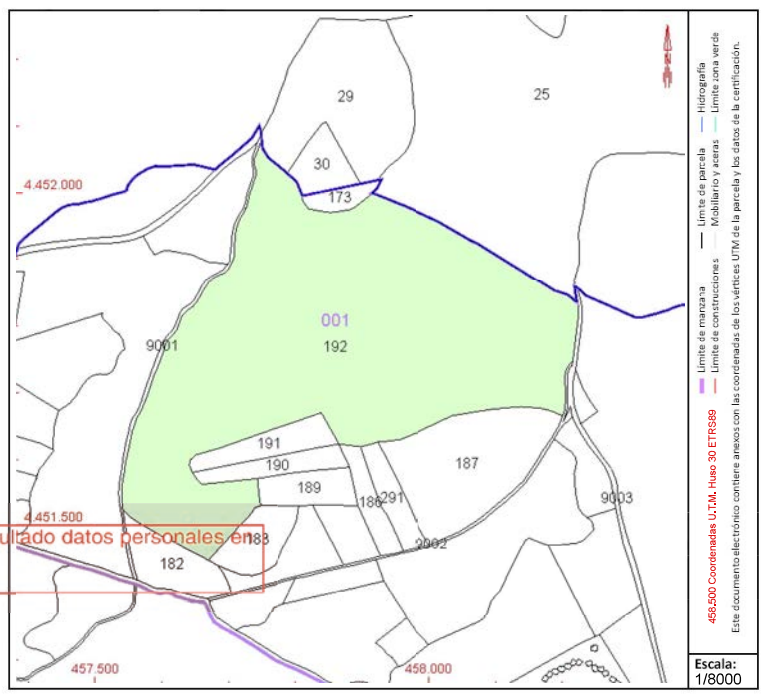 29
25
30
173
4.452.000
001
192
9001
191
190
189
187
186
291
9003
4.451.500
ultado datos personales en
183
9002
182
457.500
458.000
Límite de manzana
Límite de parcela
Hidrografía
Límite de construcciones
Mobiliario y aceras
Límite zona verde
458.500 Coordenadas U.T.M. Huso 30 ETRS89
Este documento electrónico contiene anexos con las coordenadas de los vértices UTM de la parcela y los datos de la certificación.
Escala:
1/8000